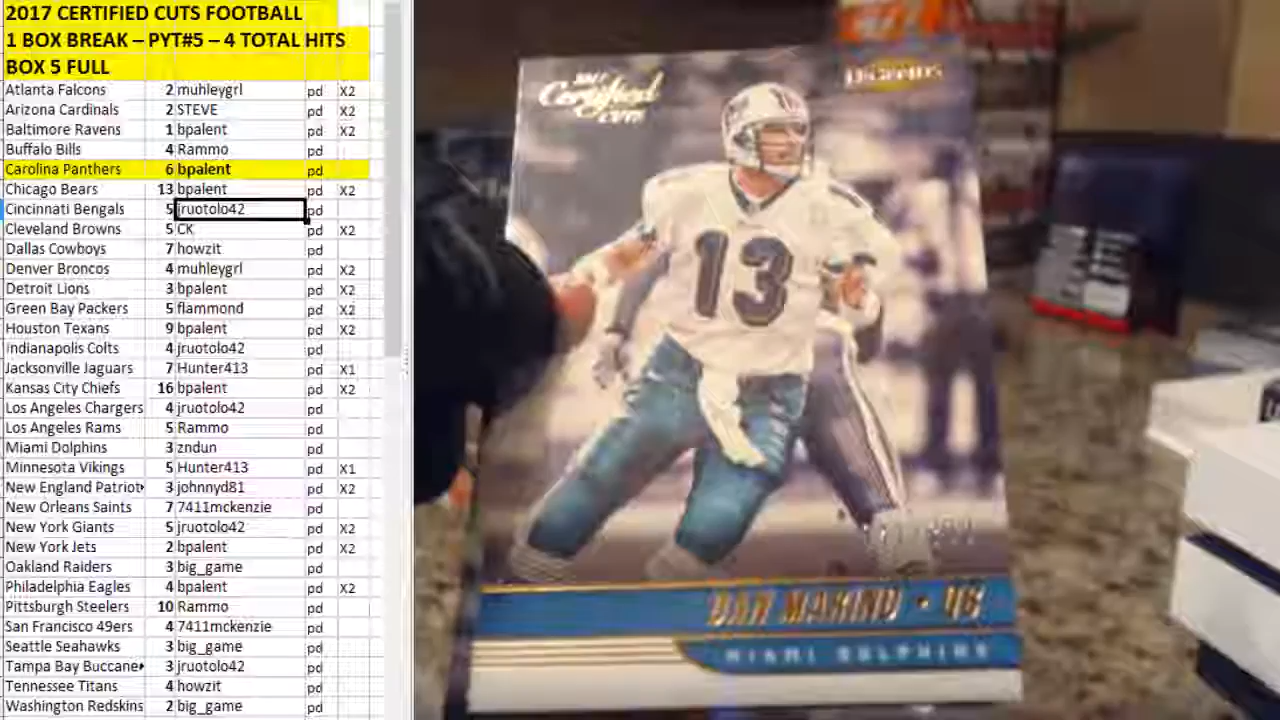 2017 CERTIFIED CUTS FOOTBALL
1 BOX BREAK – PYT#5 – 4 TOTAL HITS
BOX 5 FULL
Atlanta Falcons 2 muhleygrl pd X2
Arizona Cardinals 2 STEVE pd X2
Baltimore Ravens 1 bpalent pd X2
Buffalo Bills 4 Rammo pd
Carolina Panthers 6 bpalent pd
Chicago Bears 13 bpalent pd X2
Cincinnati Bengals 5 jruotolo42 pd
Cleveland Browns 5 CK pd X2
Dallas Cowboys 7 howzit pd
Denver Broncos 4 muhleygrl pd X2
Detroit Lions 3 bpalent pd X2
Green Bay Packers 5 flammond pd X2
Houston Texans 9 bpalent pd X2
Indianapolis Colts 4 jruotolo42 pd
Jacksonville Jaguars 7 Hunter413 pd X1
Kansas City Chiefs 16 bpalent pd X2
Los Angeles Chargers 4 jruotolo42 pd
Los Angeles Rams 5 Rammo pd
Miami Dolphins 3 zndun pd
Minnesota Vikings 5 Hunter413 pd X1
New England Patriot 3 johnnyd81 pd X2
New Orleans Saints 7 7411mckenzie pd
New York Giants 5 jruotolo42 pd X2
New York Jets 2 bpalent pd X2
Oakland Raiders 3 big_game pd
Philadelphia Eagles 4 bpalent pd X2
Pittsburgh Steelers 10 Rammo pd
San Francisco 49ers 4 7411mckenzie pd
Seattle Seahawks 3 big_game pd
Tampa Bay Buccane 3 jruotolo42 pd
Tennessee Titans 4 howzit pd
Washington Redskins 2 big_game pd
2017
Certified
Cuts
13
DAN MARINO • QB
MIAMI DOLPHINS